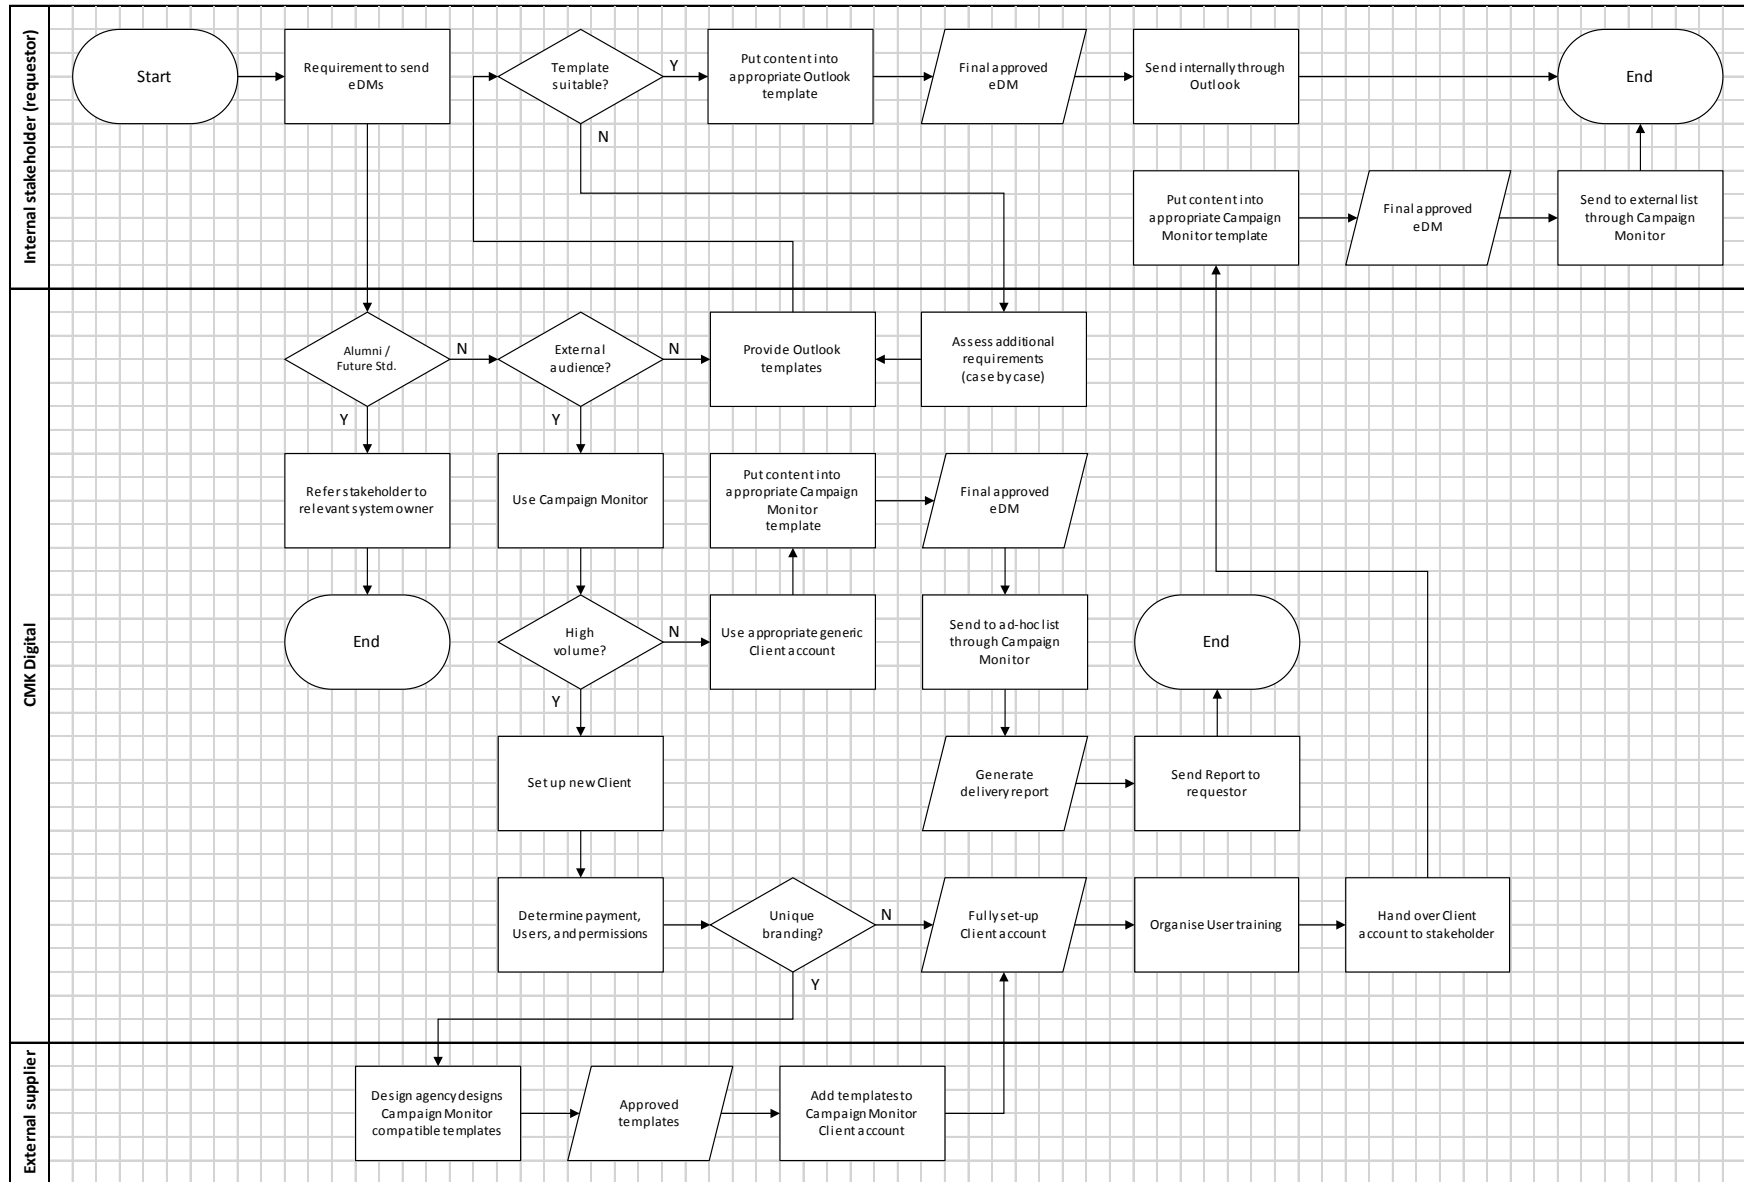 Internal stakeholder (requestor)
Start
Requirement to send
eDMs
Template
suitable?
Y
N
Put content into
appropriate Outlook
template
Final approved
eDM
Send internally through
Outlook
End
Put content into
appropriate Campaign
Monitor template
Final approved
eDM
Send to external list
through Campaign
Monitor
CMK Digital
Alumni /
Future Std.
N
Y
External
audience?
N
Y
Provide Outlook
templates
Assess additional
requirements
(case by case)
Refer stakeholder to
relevant system owner
Use Campaign Monitor
Put content into
appropriate Campaign
Monitor
template
Final approved
eDM
End
High
volume?
N
Y
Use appropriate generic
Client account
Send to ad-hoc list
through Campaign
Monitor
End
Set up new Client
Generate
delivery report
Send Report to
requestor
Determine payment,
Users, and permissions
Unique
branding?
N
Y
Fully set-up
Client account
Organise User training
Hand over Client
account to stakeholder
External supplier
Design agency designs
Campaign Monitor
compatible templates
Approved
templates
Add templates to
Campaign Monitor
Client account